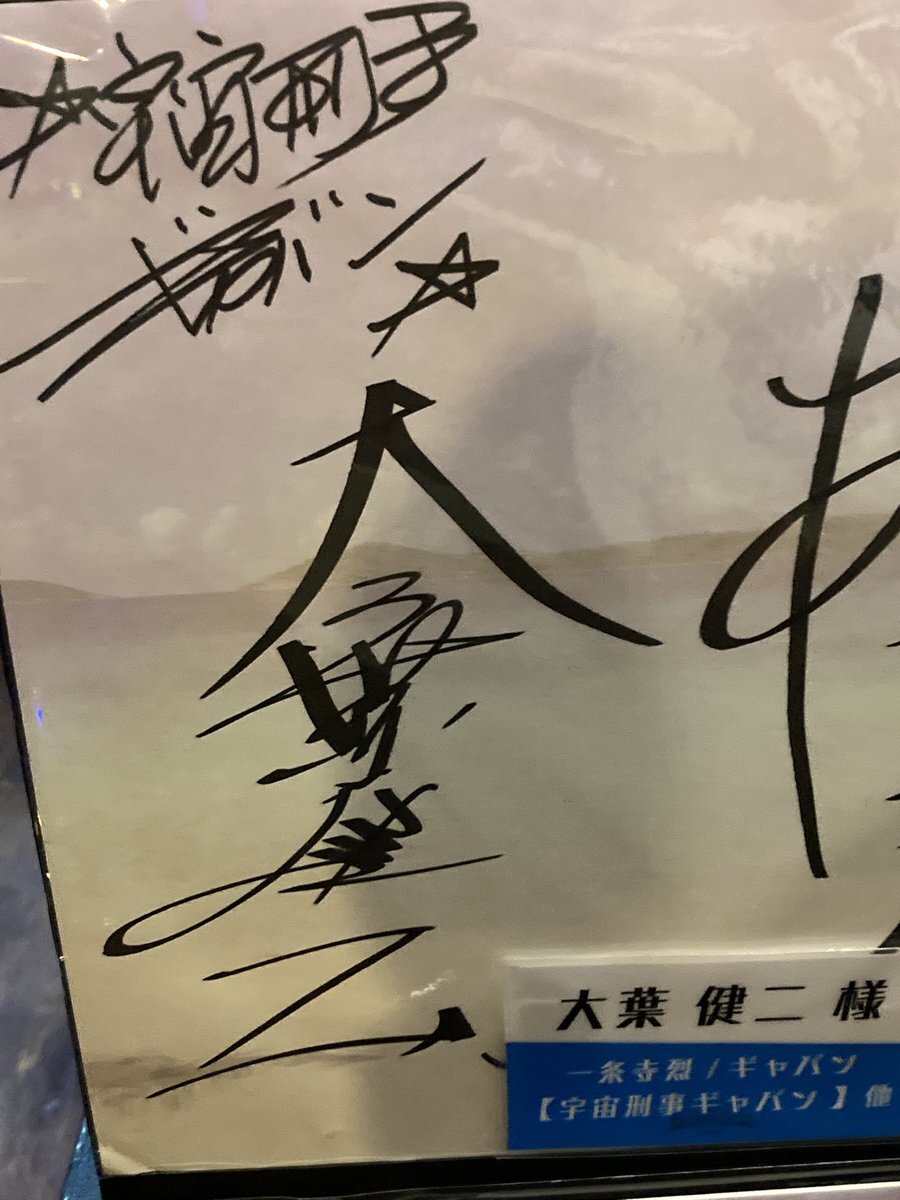 ☆宇宙刑事
ギャバン☆
大葉健二
大葉 健二 様
一条寺烈 / ギャバン
【宇宙刑事ギャバン】他